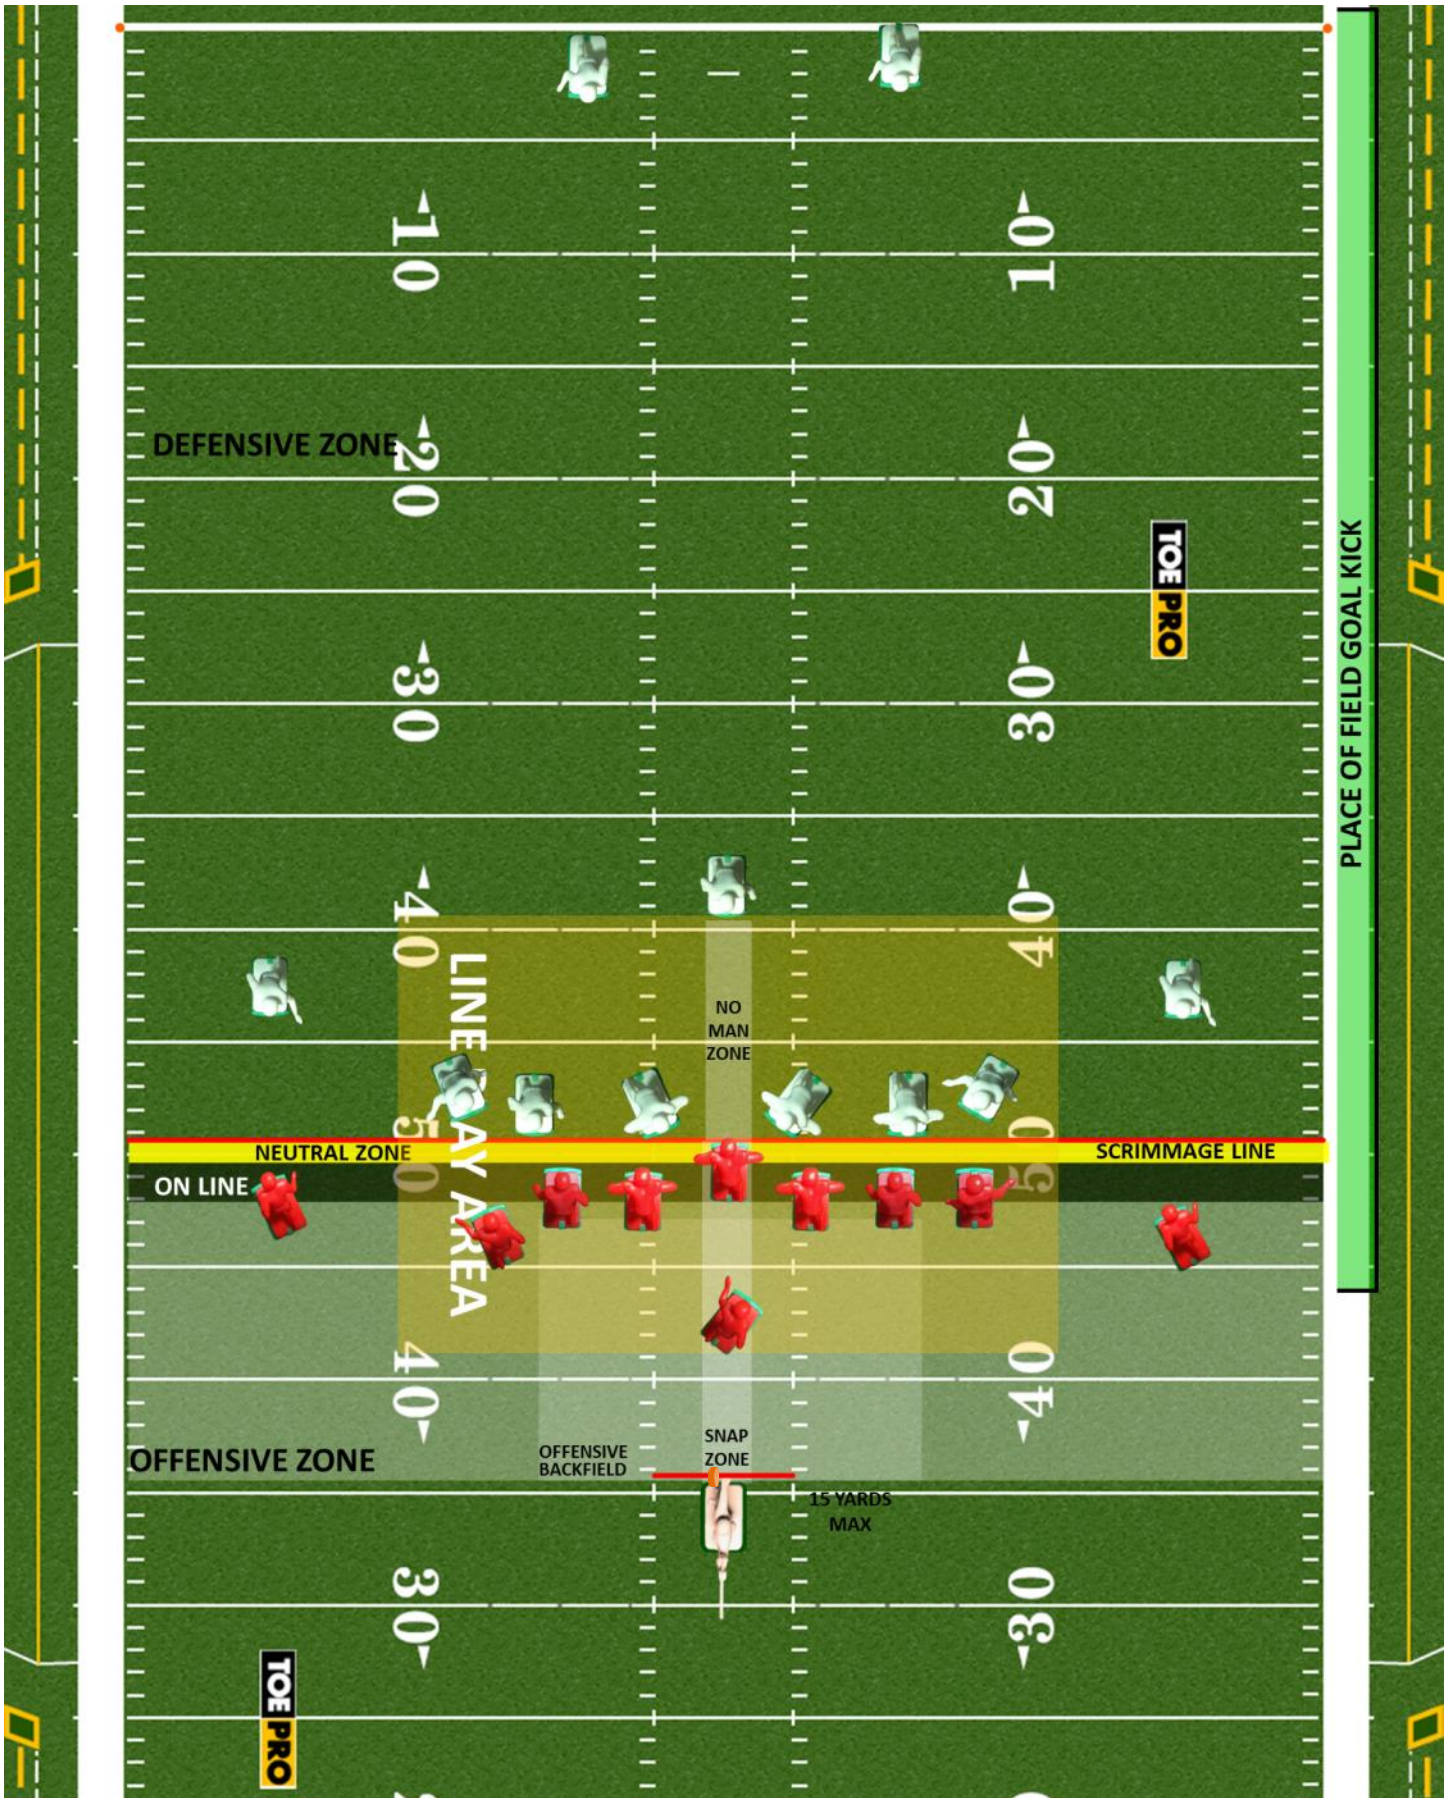 10
10
DEFENSIVE ZONE
20
20
TOE PRO
PLACE OF FIELD GOAL KICK
30
30
40
40
NO
MAN
ZONE
LINE
AY AREA
50
50
NEUTRAL ZONE
SCRIMMAGE LINE
ON LINE
40
40
OFFENSIVE ZONE
OFFENSIVE
BACKFIELD
SNAP
ZONE
15 YARDS
MAX
30
30
TOE PRO